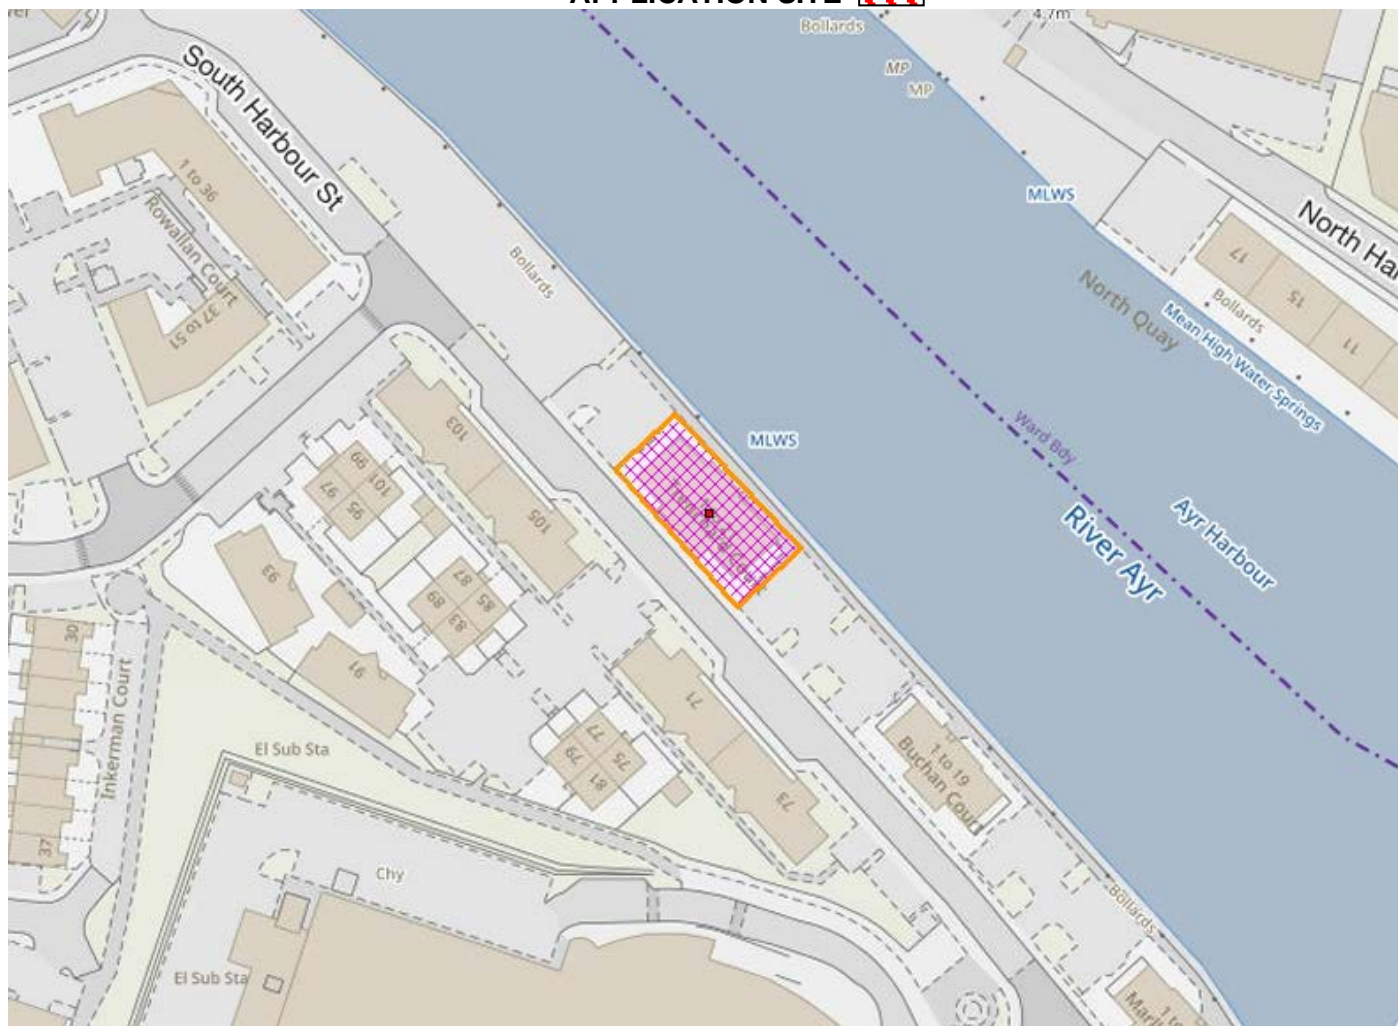 APPLICATION SITE
4.7m
Bollards
MP
MP
South Harbour St
1 to 36
Rowallan Court
37 to 51
Bollards
MLWS
North Quay
North Ha
17
15
11
Bollards
Mean High Water Springs
MLWS
Ward Bdy
River Ayr
Ayr Harbour
103
105
99
101
97
95
93
91
87
85
89
83
71
73
77
75
79
81
1 to 19
Buchan Court
30
Inkerman Court
37
El Sub Sta
Chy
El Sub Sta
Bollards